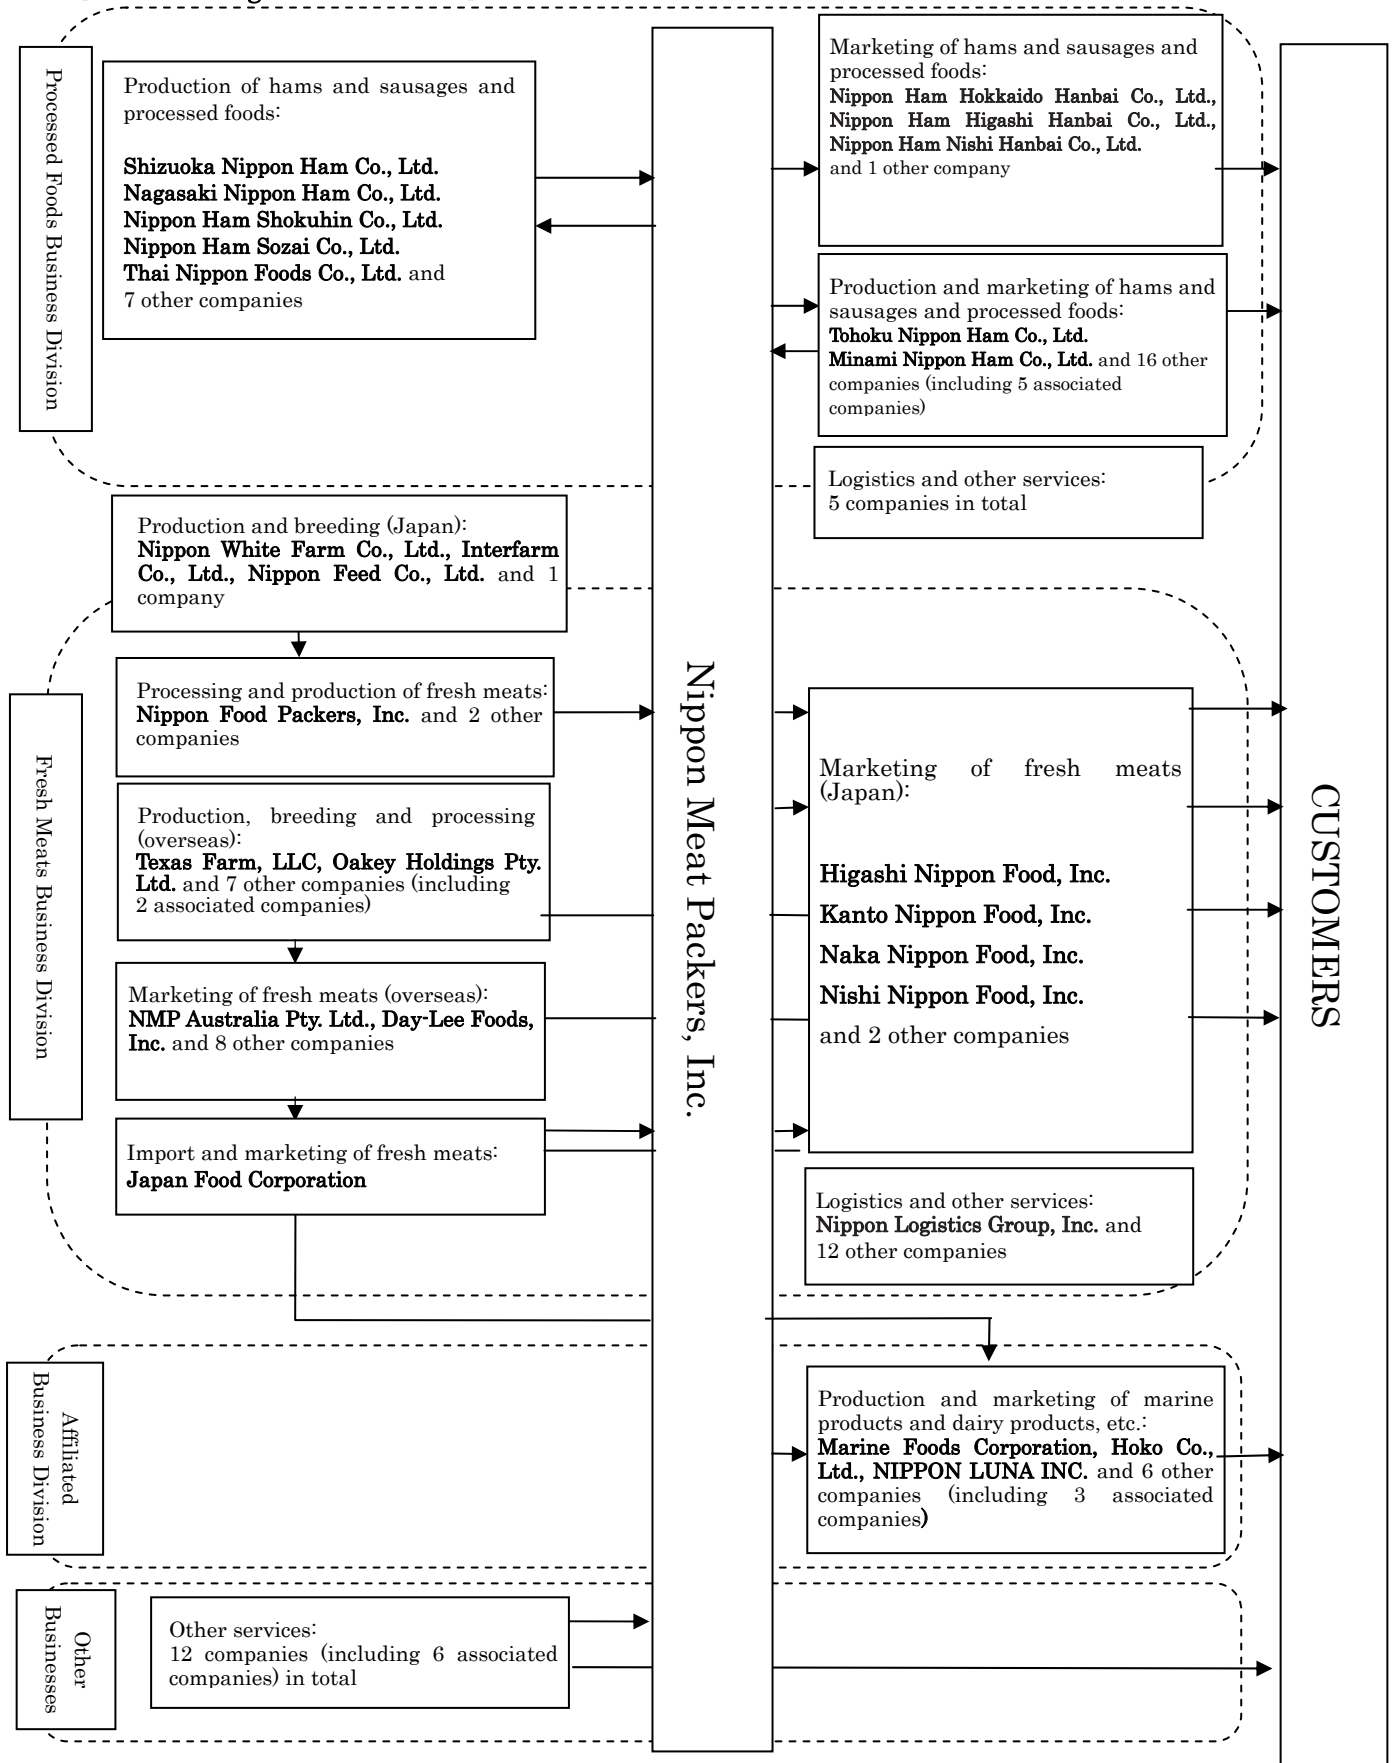 Processed Foods Business Division
Production of hams and sausages and
processed foods:
Shizuoka Nippon Ham Co., Ltd.
Nagasaki Nippon Ham Co., Ltd.
Nippon Ham Shokuhin Co., Ltd.
Nippon Ham Sozai Co., Ltd.
Thai Nippon Foods Co., Ltd. and
7 other companies
Marketing of hams and sausages and
processed foods:
Nippon Ham Hokkaido Hanbai Co., Ltd.,
Nippon Ham Higashi Hanbai Co., Ltd.,
Nippon Ham Nishi Hanbai Co., Ltd.
and 1 other company
Production and marketing of hams and
sausages and processed foods:
Tohoku Nippon Ham Co., Ltd.
Minami Nippon Ham Co., Ltd. and 16 other
companies (including 5 associated
companies)
Logistics and other services:
5 companies in total
Fresh Meats Business Division
Production and breeding (Japan):
Nippon White Farm Co., Ltd., Interfarm
Co., Ltd., Nippon Feed Co., Ltd. and 1
company
Processing and production of fresh meats:
Nippon Food Packers, Inc. and 2 other
companies
Production, breeding and processing
(overseas):
Texas Farm, LLC, Oakey Holdings Pty.
Ltd. and 7 other companies (including
2 associated companies)
Marketing of fresh meats (overseas):
NMP Australia Pty. Ltd., Day-Lee Foods,
Inc. and 8 other companies
Import and marketing of fresh meats:
Japan Food Corporation
Nippon Meat Packers, Inc.
Marketing of fresh meats
(Japan):
Higashi Nippon Food, Inc.
Kanto Nippon Food, Inc.
Naka Nippon Food, Inc.
Nishi Nippon Food, Inc.
and 2 other companies
Logistics and other services:
Nippon Logistics Group, Inc. and
12 other companies
CUSTOMERS
Affiliated
Business Division
Production and marketing of marine
products and dairy products, etc.:
Marine Foods Corporation, Hoko Co.,
Ltd., NIPPON LUNA INC. and 6 other
companies (including 3 associated
companies)
Other
Businesses
Other services:
12 companies (including 6 associated
companies) in total